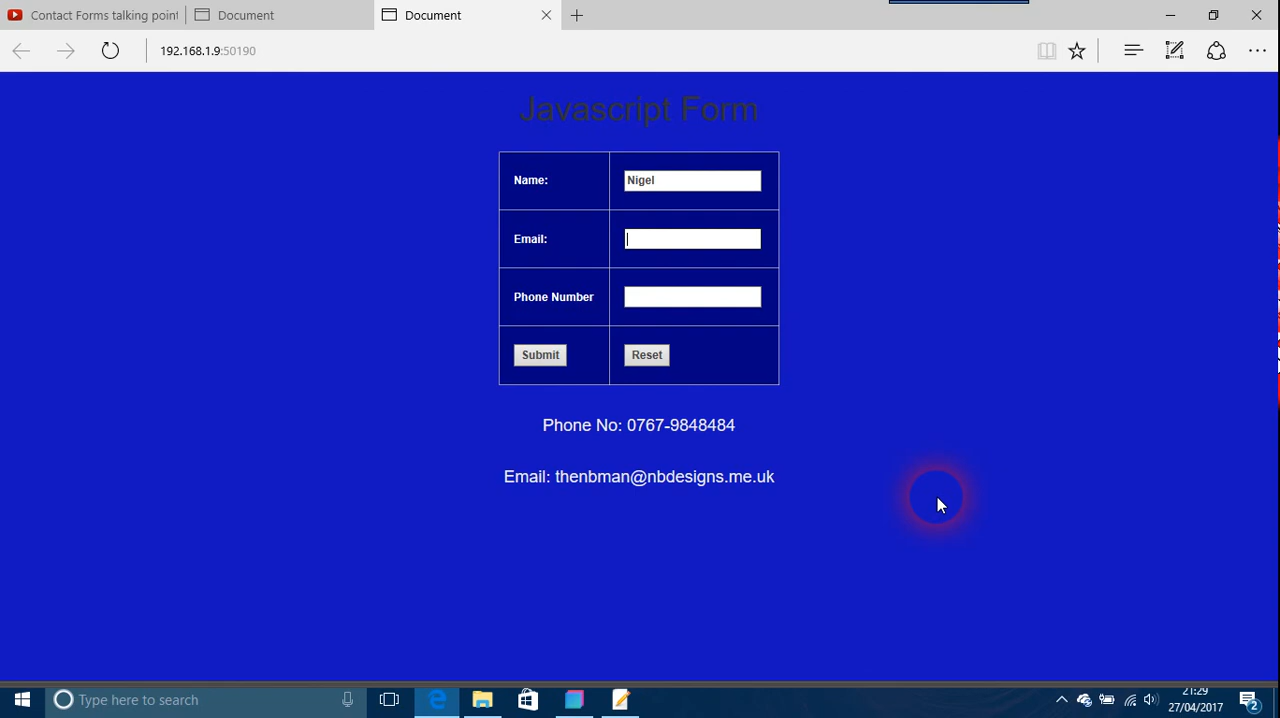 Contact Forms talking point
Document
Document
192.168.1.9:50190
Javascript Form
Name:
Nigel
Email:
Phone Number
Submit
Reset
Phone No: 0767-9848484
Email: thenbman@nbdesigns.me.uk
Type here to search
21:29
27/04/2017
2